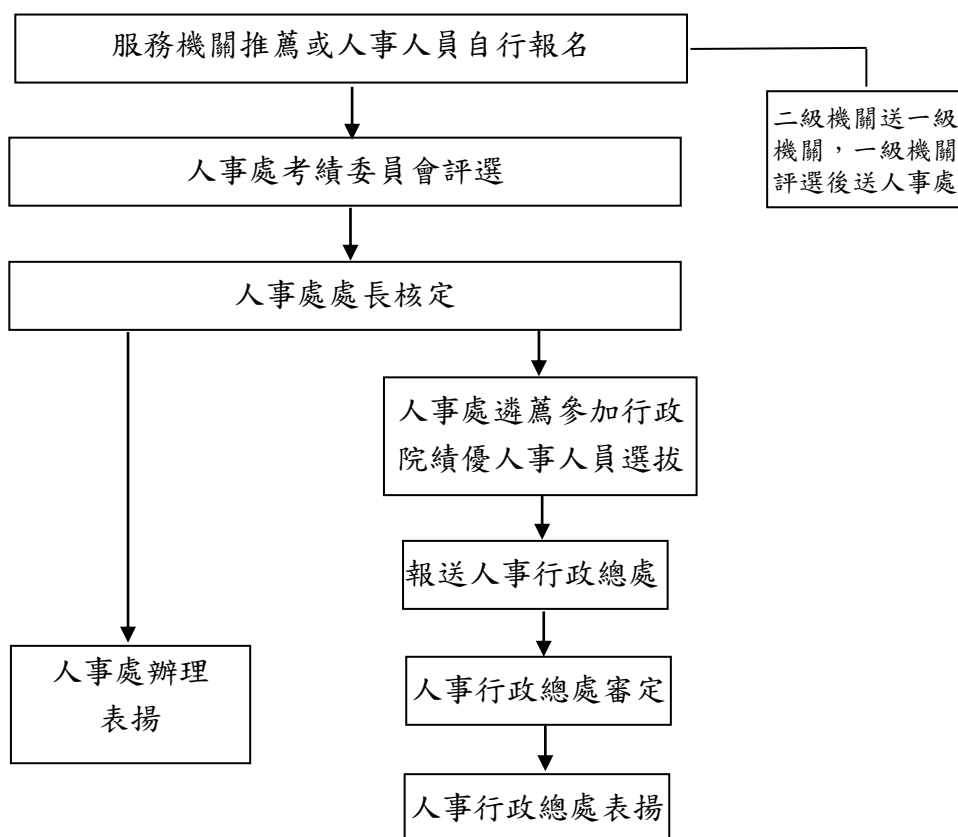 服務機關推薦或人事人員自行報名
二級機關送一級
機關，一級機關
評選後送人事處
人事處考績委員會評選
人事處處長核定
人事處遴薦參加行政
院績優人事人員選拔
報送人事行政總處
人事處辦理
表揚
人事行政總處審定
人事行政總處表揚